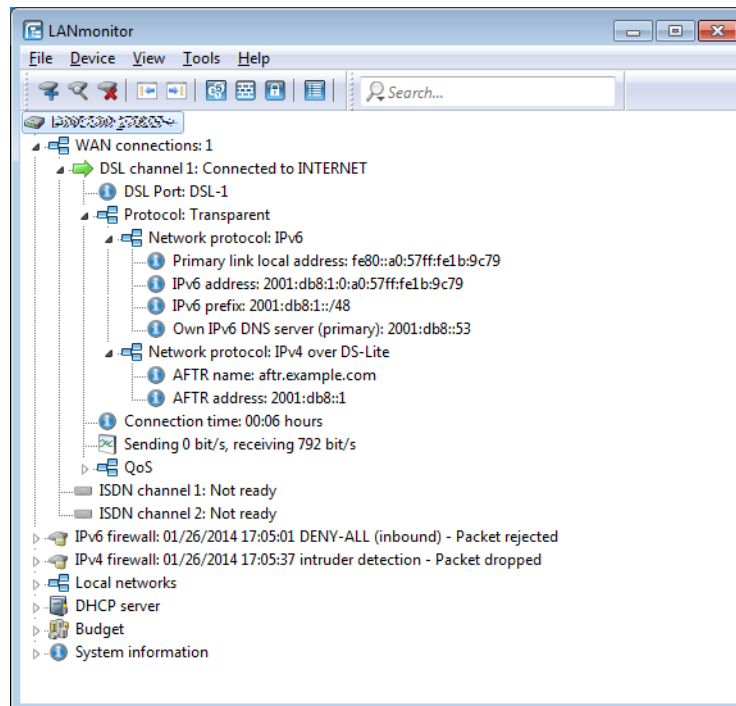 LANmonitor
File Device View Tools Help
Search...
WAN connections: 1
DSL channel 1: Connected to INTERNET
DSL Port: DSL-1
Protocol: Transparent
Network protocol: IPv6
Primary link local address: fe80::a0:57ff:fe1b:9c79
IPv6 address: 2001:db8:1:0:a0:57ff:fe1b:9c79
IPv6 prefix: 2001:db8:1::/48
Own IPv6 DNS server (primary): 2001:db8::53
Network protocol: IPv4 over DS-Lite
AFTR name: aftr.example.com
AFTR address: 2001:db8::1
Connection time: 00:06 hours
Sending 0 bit/s, receiving 792 bit/s
QoS
ISDN channel 1: Not ready
ISDN channel 2: Not ready
IPv6 firewall: 01/26/2014 17:05:01 DENY-ALL (inbound) - Packet rejected
IPv4 firewall: 01/26/2014 17:05:37 intruder detection - Packet dropped
Local networks
DHCP server
Budget
System information